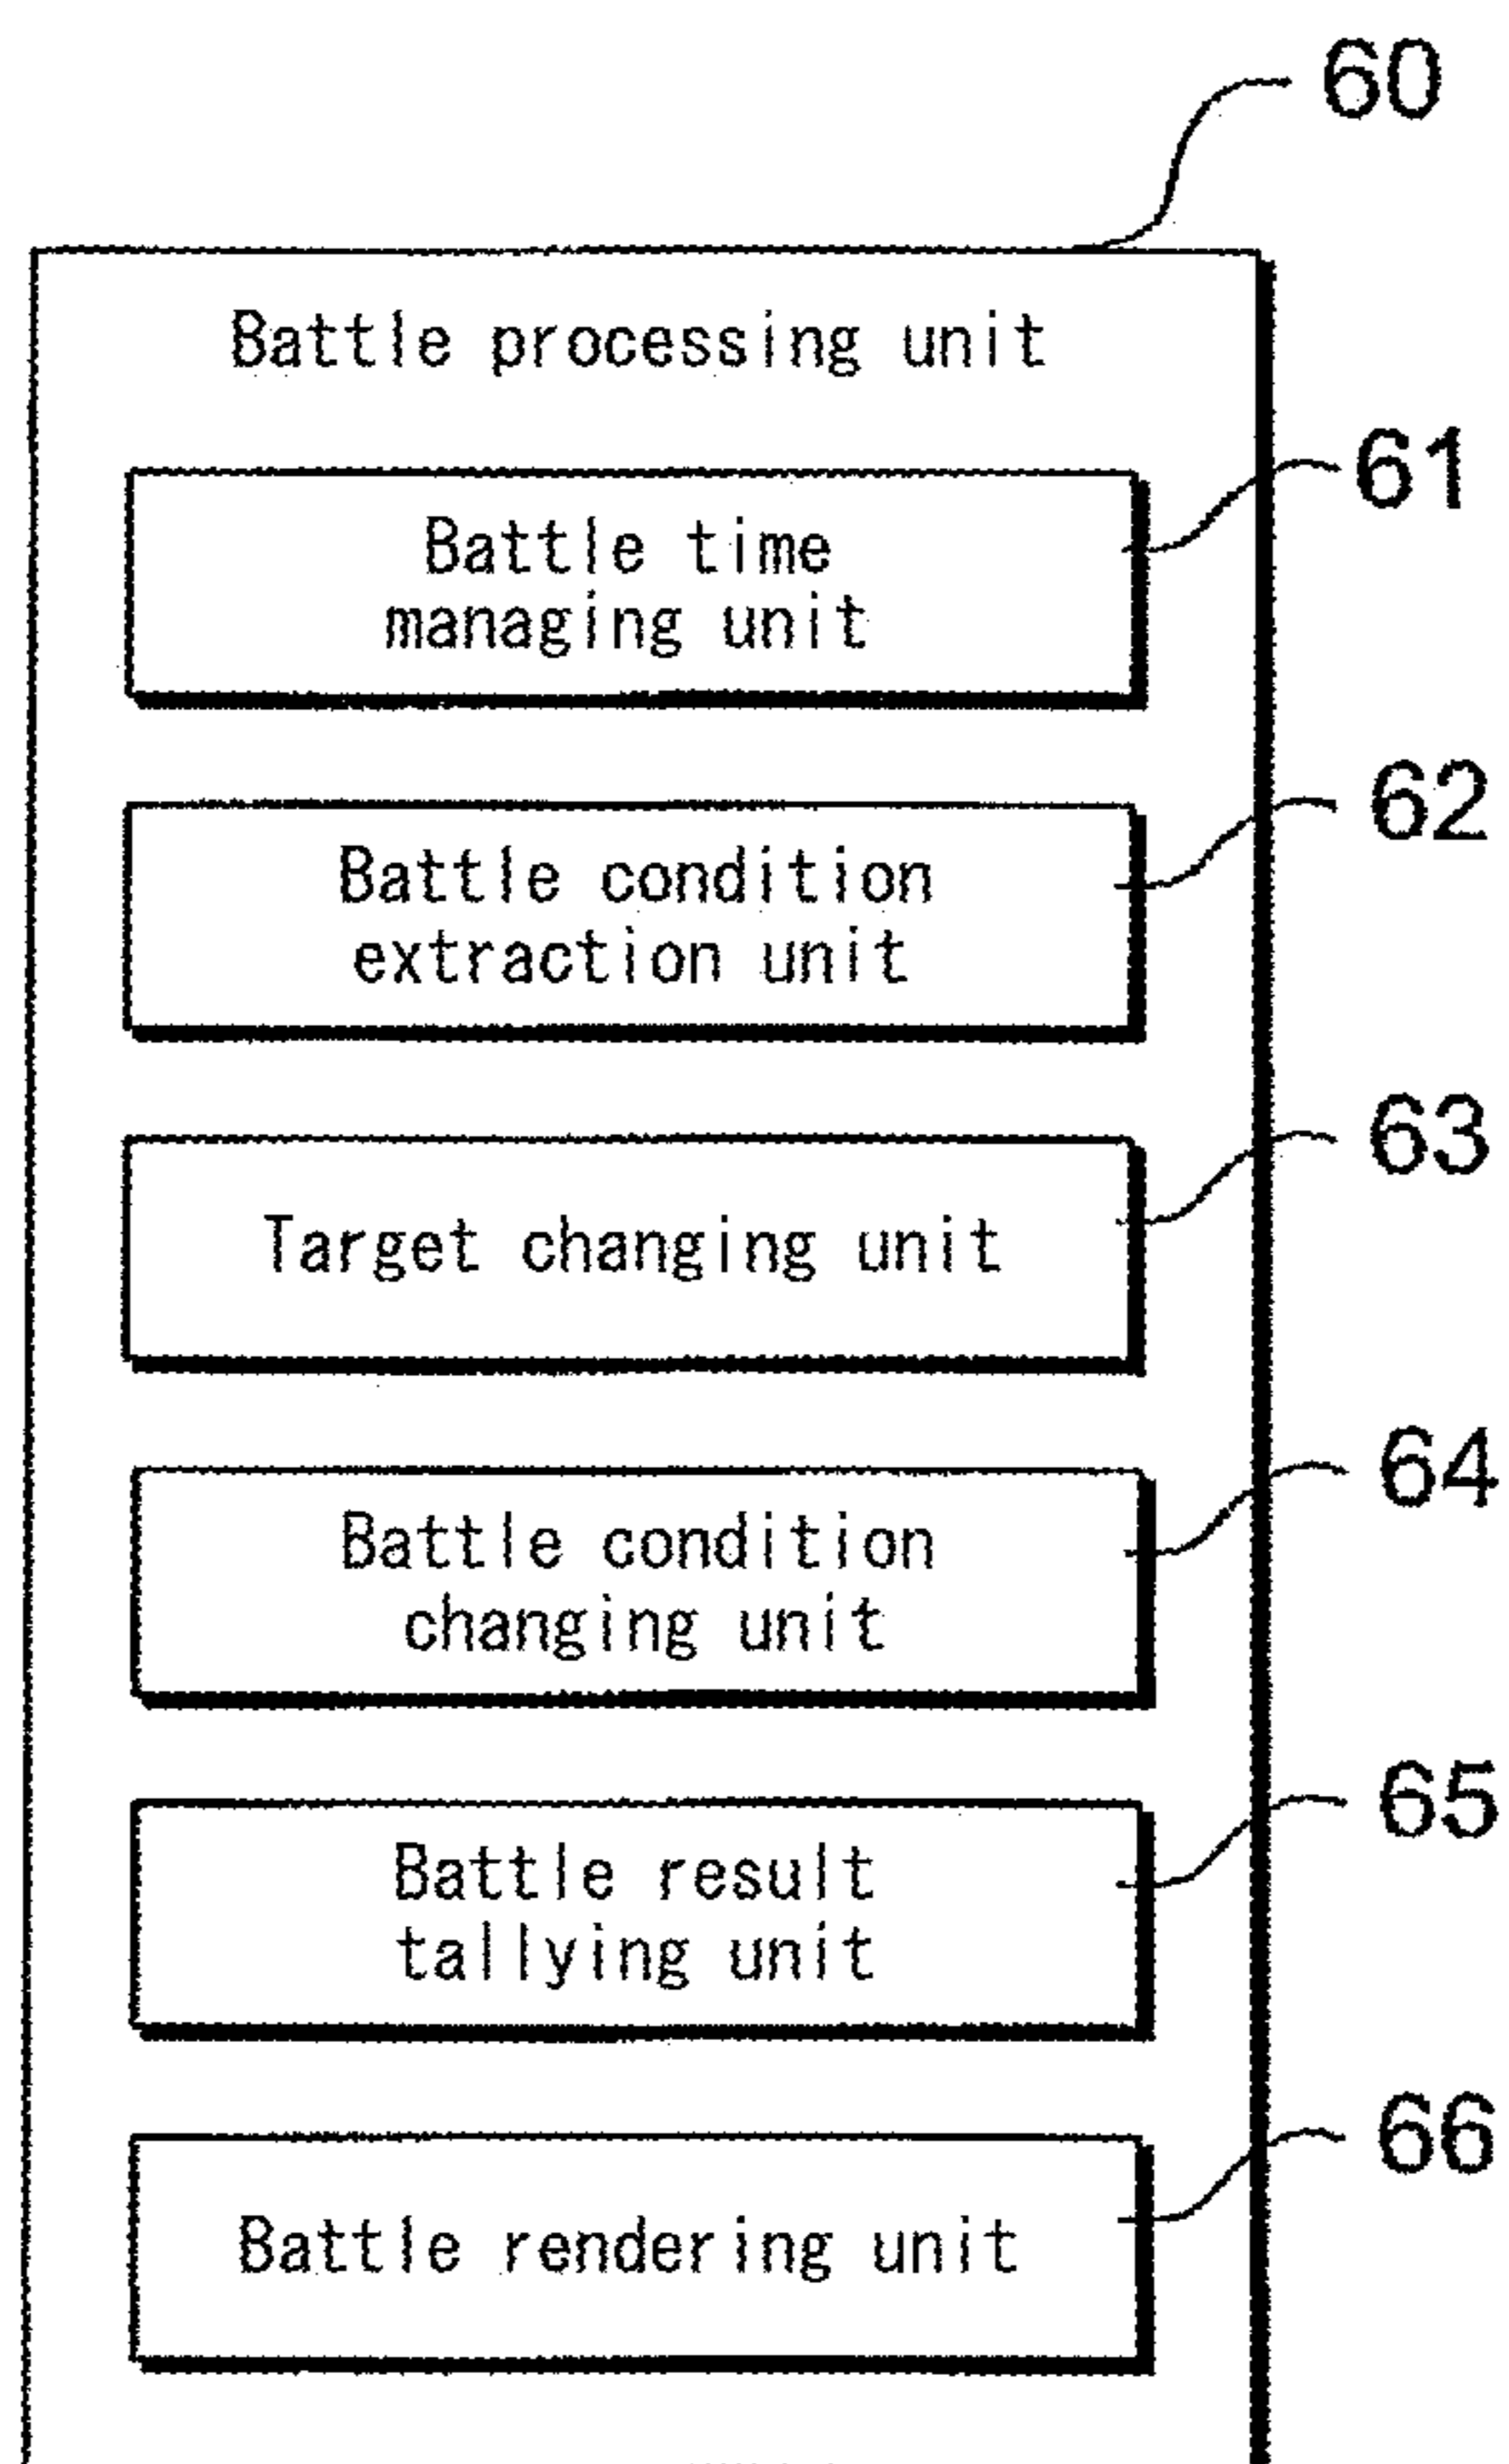 60
Battle processing unit
61
Battle time
managing unit
62
Battle condition
extraction unit
63
Target changing unit
64
Battle condition
changing unit
65
Battle result
tallying unit
66
Battle rendering unit